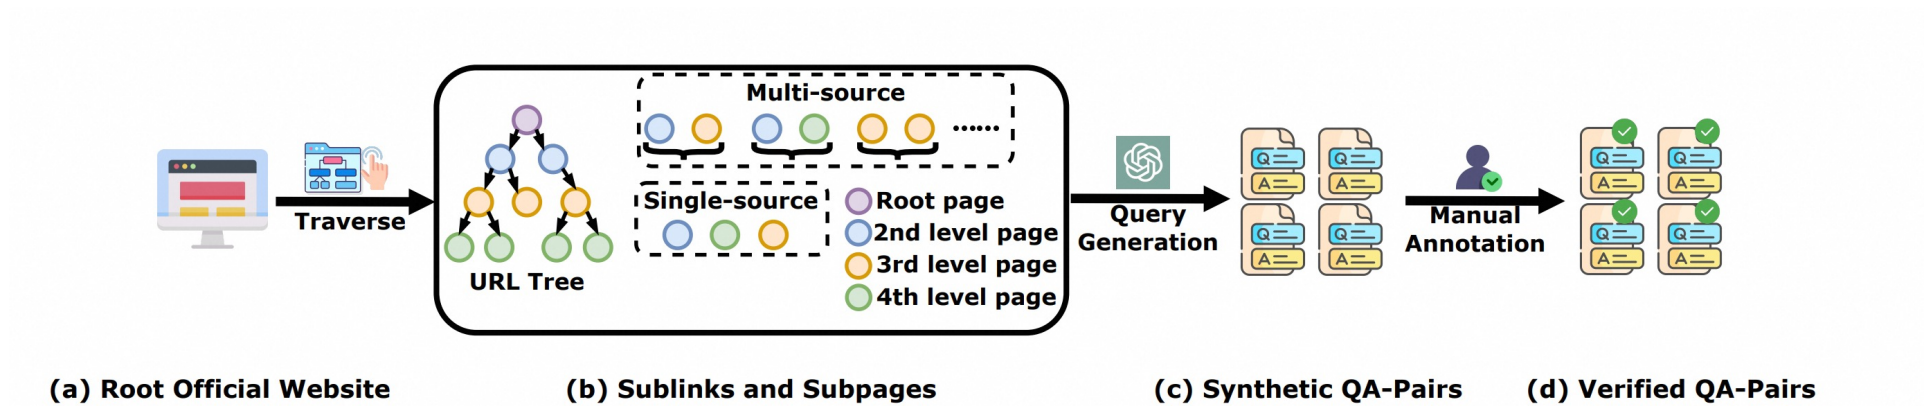 Traverse
URL Tree
Multi-source
......
Single-source
Root page
2nd level page
3rd level page
4th level page
Query
Generation
Q
A
Q
A
Q
A
Q
A
Manual
Annotation
Q
A
Q
A
Q
A
Q
A
(a) Root Official Website
(b) Sublinks and Subpages
(c) Synthetic QA-Pairs
(d) Verified QA-Pairs